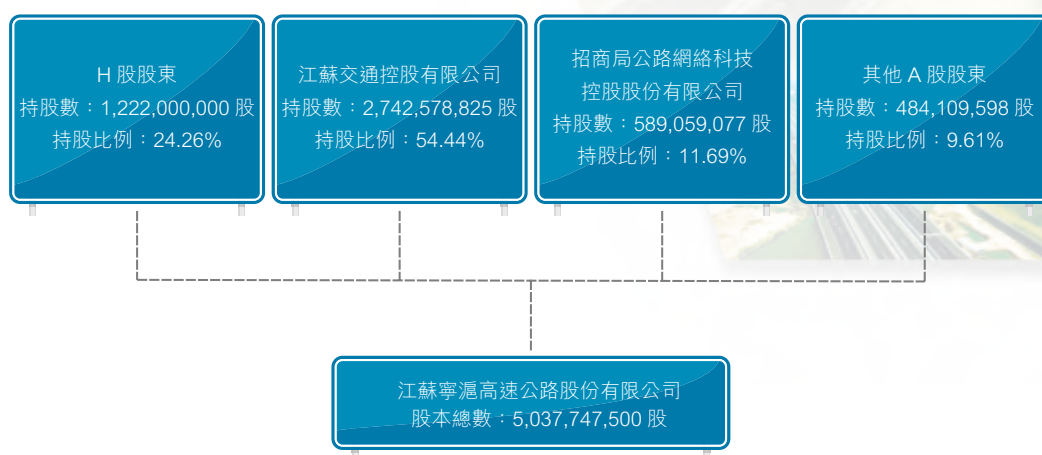 H 股股東
持股數：1,222,000,000 股
持股比例：24.26%
江蘇交通控股有限公司
持股數：2,742,578,825 股
持股比例：54.44%
招商局公路網絡科技
控股股份有限公司
持股數：589,059,077 股
持股比例：11.69%
其他 A 股股東
持股數：484,109,598 股
持股比例：9.61%
江蘇寧滬高速公路股份有限公司
股本總數：5,037,747,500 股